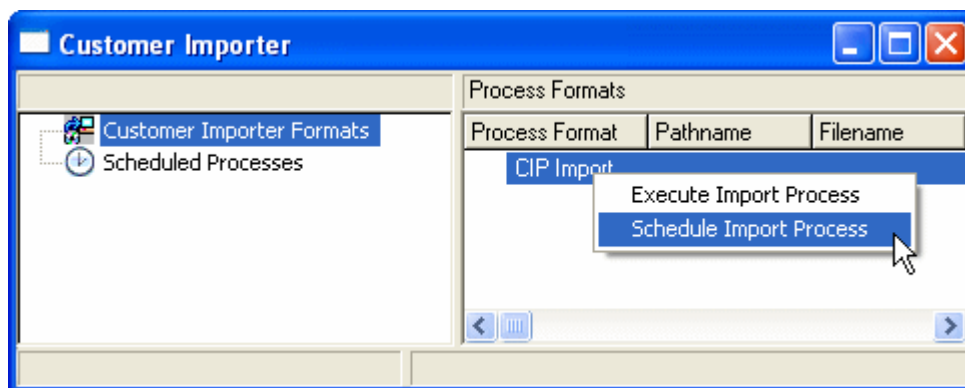 Customer Importer
Process Formats
Customer Importer Formats
Scheduled Processes
Process Format Pathname Filename
CIP Import
Execute Import Process
Schedule Import Process